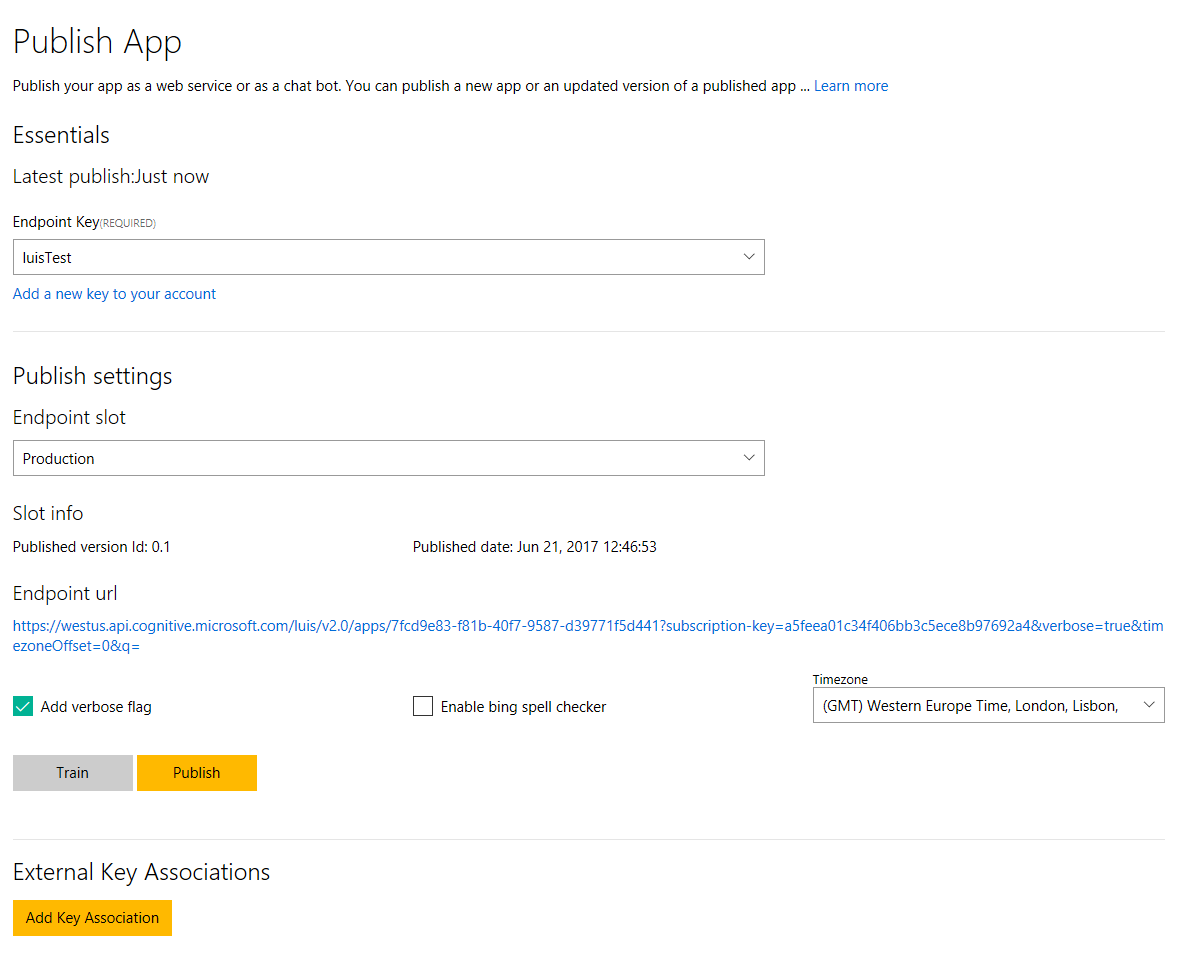 Publish App
Publish your app as a web service or as a chat bot. You can publish a new app or an updated version of a published app ... Learn more
Essentials
Latest publish:Just now
Endpoint Key(REQUIRED)
luisTest
Add a new key to your account
Publish settings
Endpoint slot
Production
Slot info
Published version Id: 0.1
Published date: Jun 21, 2017 12:46:53
Endpoint url
https://westus.api.cognitive.microsoft.com/luis/v2.0/apps/7fcd9e83-f81b-40f7-9587-d39771f5d441?subscription-key=a5feea01c34f406bb3c5ece8b97692a4&verbose=true&tim
ezoneOffset=0&q=
Add verbose flag
Enable bing spell checker
Timezone
(GMT) Western Europe Time, London, Lisbon,
Train
Publish
External Key Associations
Add Key Association